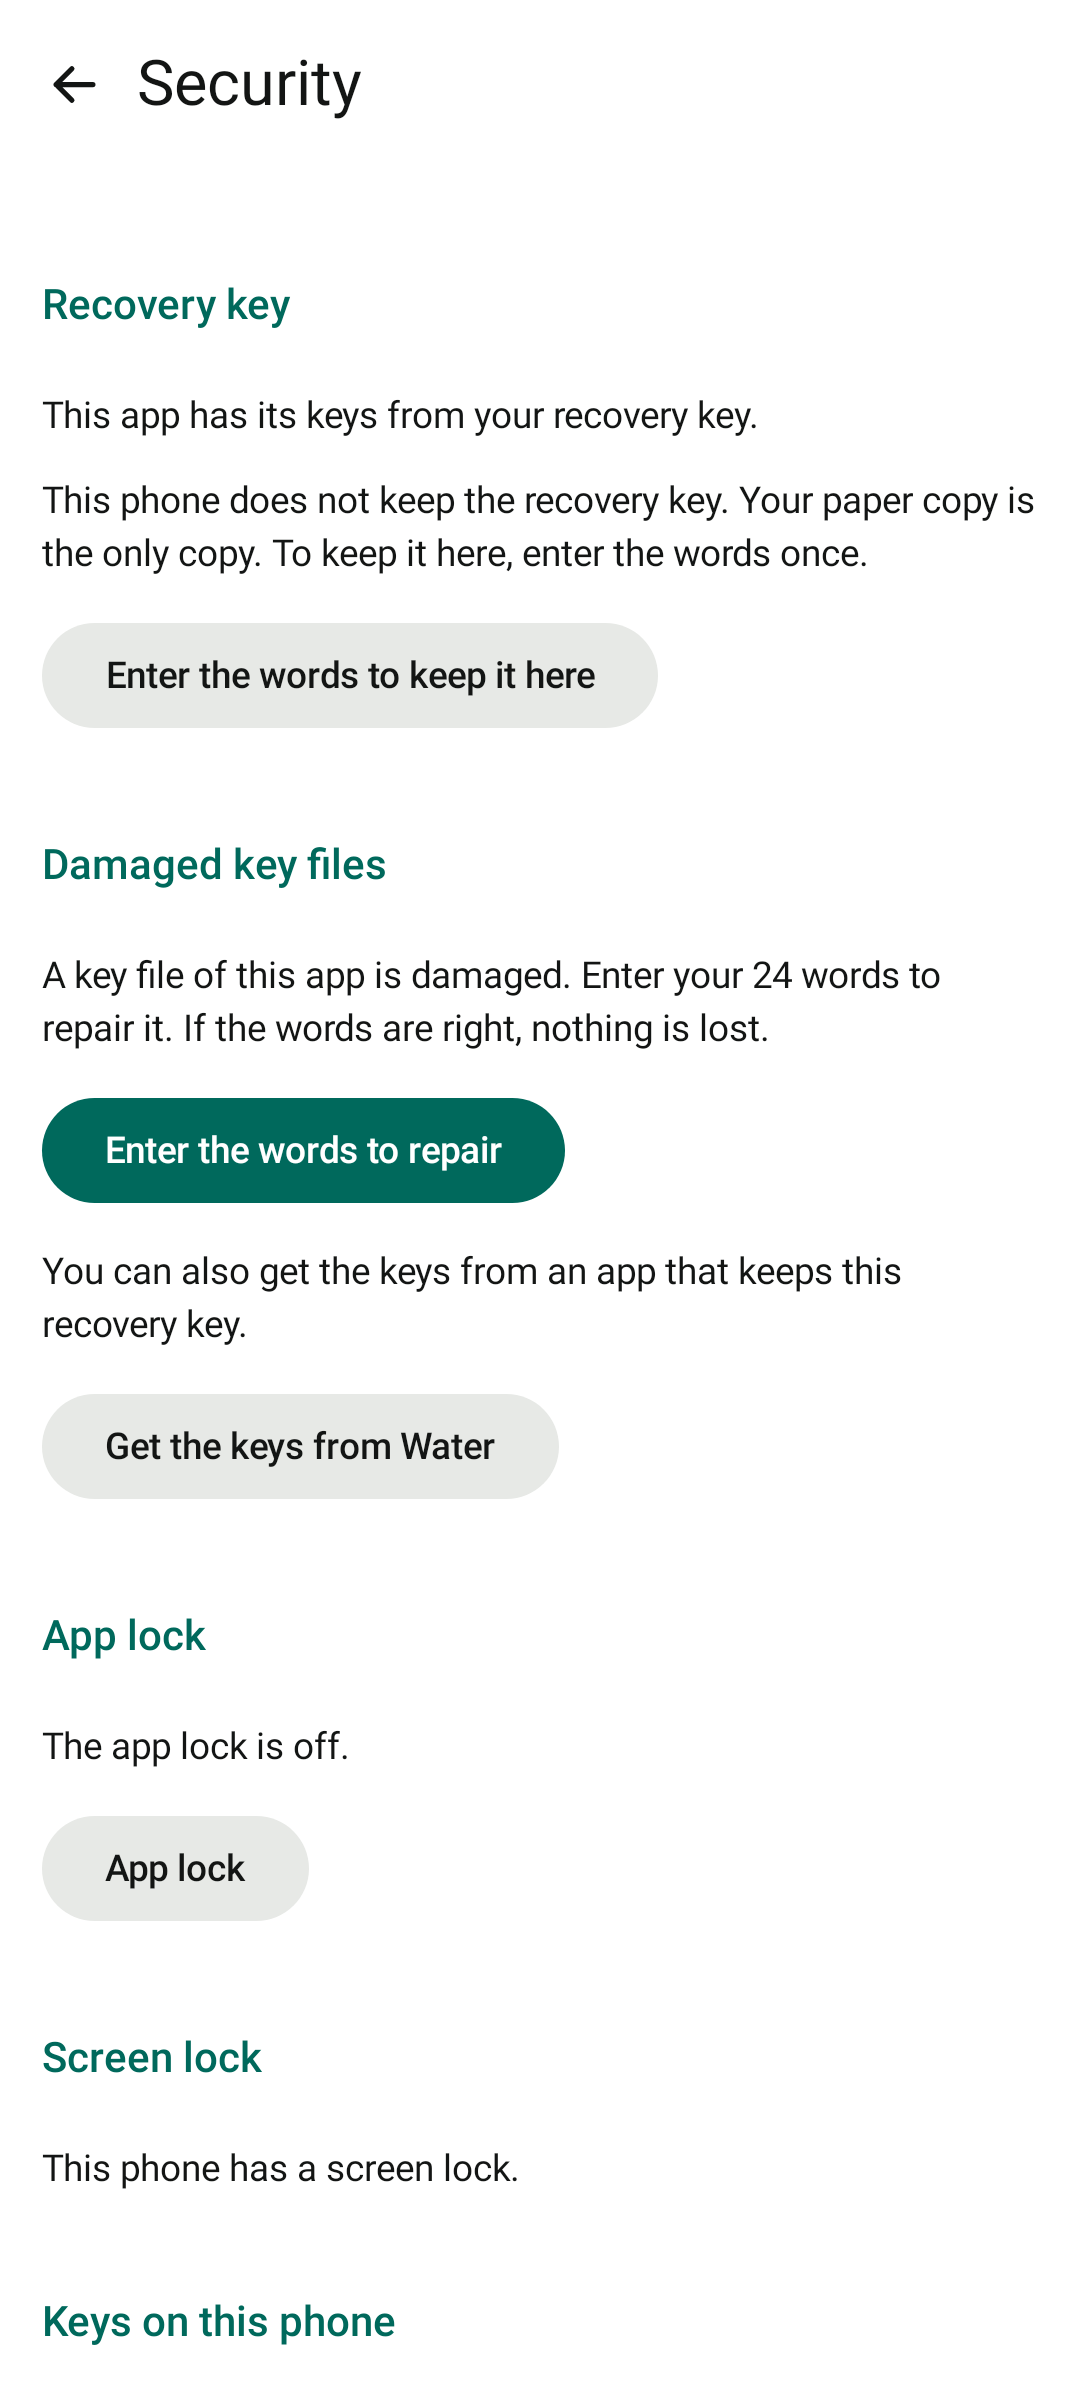 Security
Recovery key
This app has its keys from your recovery key.
This phone does not keep the recovery key. Your paper copy is
the only copy. To keep it here, enter the words once.
Enter the words to keep it here
Damaged key files
A key file of this app is damaged. Enter your 24 words to
repair it. If the words are right, nothing is lost.
Enter the words to repair
You can also get the keys from an app that keeps this
recovery key.
Get the keys from Water
App lock
The app lock is off.
App lock
Screen lock
This phone has a screen lock.
Keys on this phone